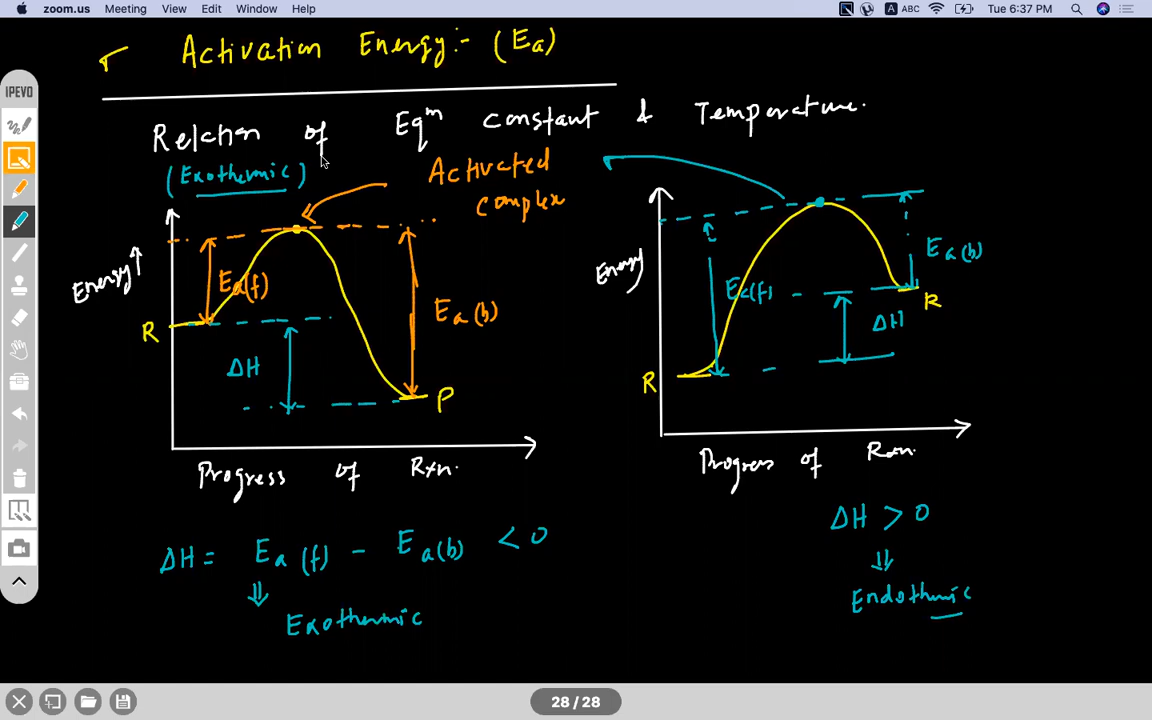 zoom.us Meeting View Edit Window Help
A ABC Tue 6:37 PM
IPEVO
Activation Energy:- (Ea)
Relation of Eqm constant & Temperature.
(Exothermic)
Activated complex
Energy↑
Ea(f)
Ea(b)
R
ΔH
P
Progress of Rxn.
Energy
Ea(f)
Ea(b)
R
ΔH
R
Progress of Rxn.
ΔH = Ea(f) - Ea(b) < 0
⇓
Exothermic
ΔH > 0
⇓
Endothermic
28 / 28